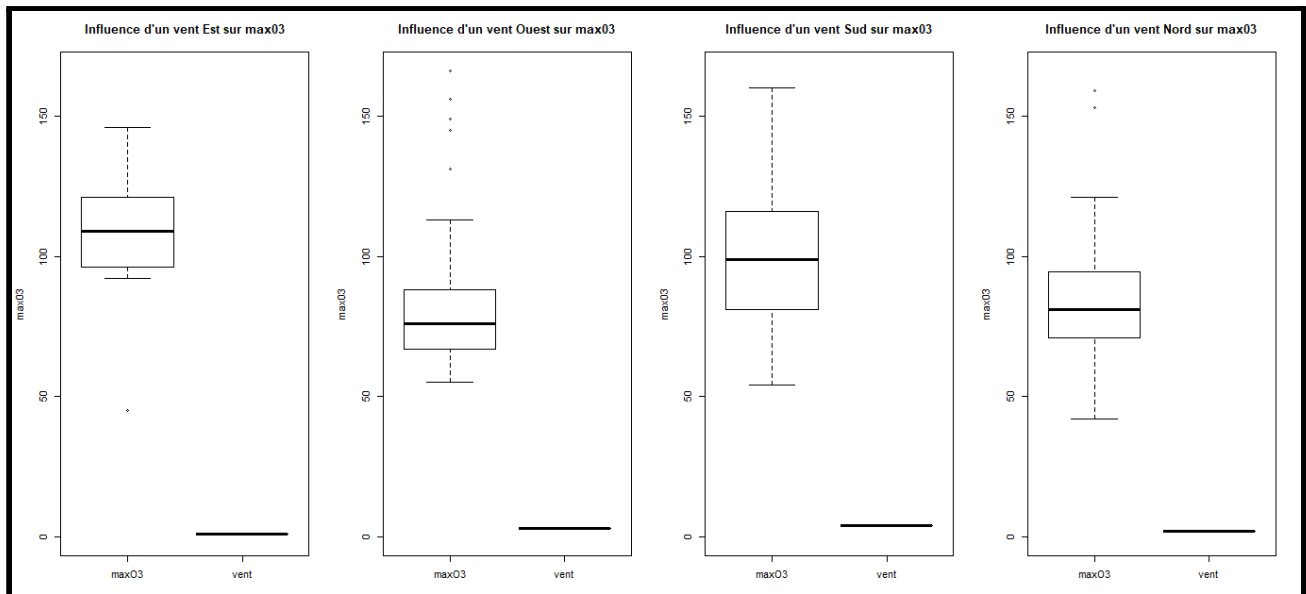 Influence d'un vent Est sur max03
max03
0
50
100
150
maxO3
vent
Influence d'un vent Ouest sur max03
max03
0
50
100
150
maxO3
vent
Influence d'un vent Sud sur max03
max03
0
50
100
150
maxO3
vent
Influence d'un vent Nord sur max03
max03
0
50
100
150
maxO3
vent